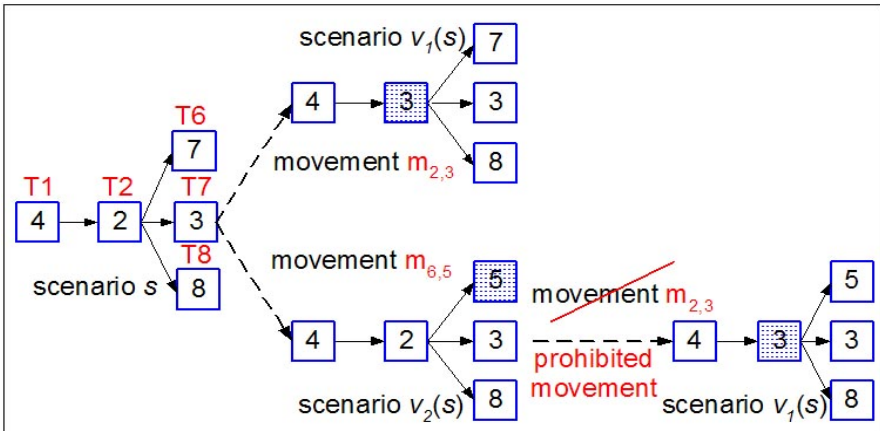 scenario v1(s)
7
4
3
3
8
movement m2,3
T6
7
T1
T2
T7
4
2
3
T8
8
scenario s
movement m6,5
5
4
2
3
8
scenario v2(s)
movement m2,3
prohibited
movement
5
4
3
3
8
scenario v1(s)